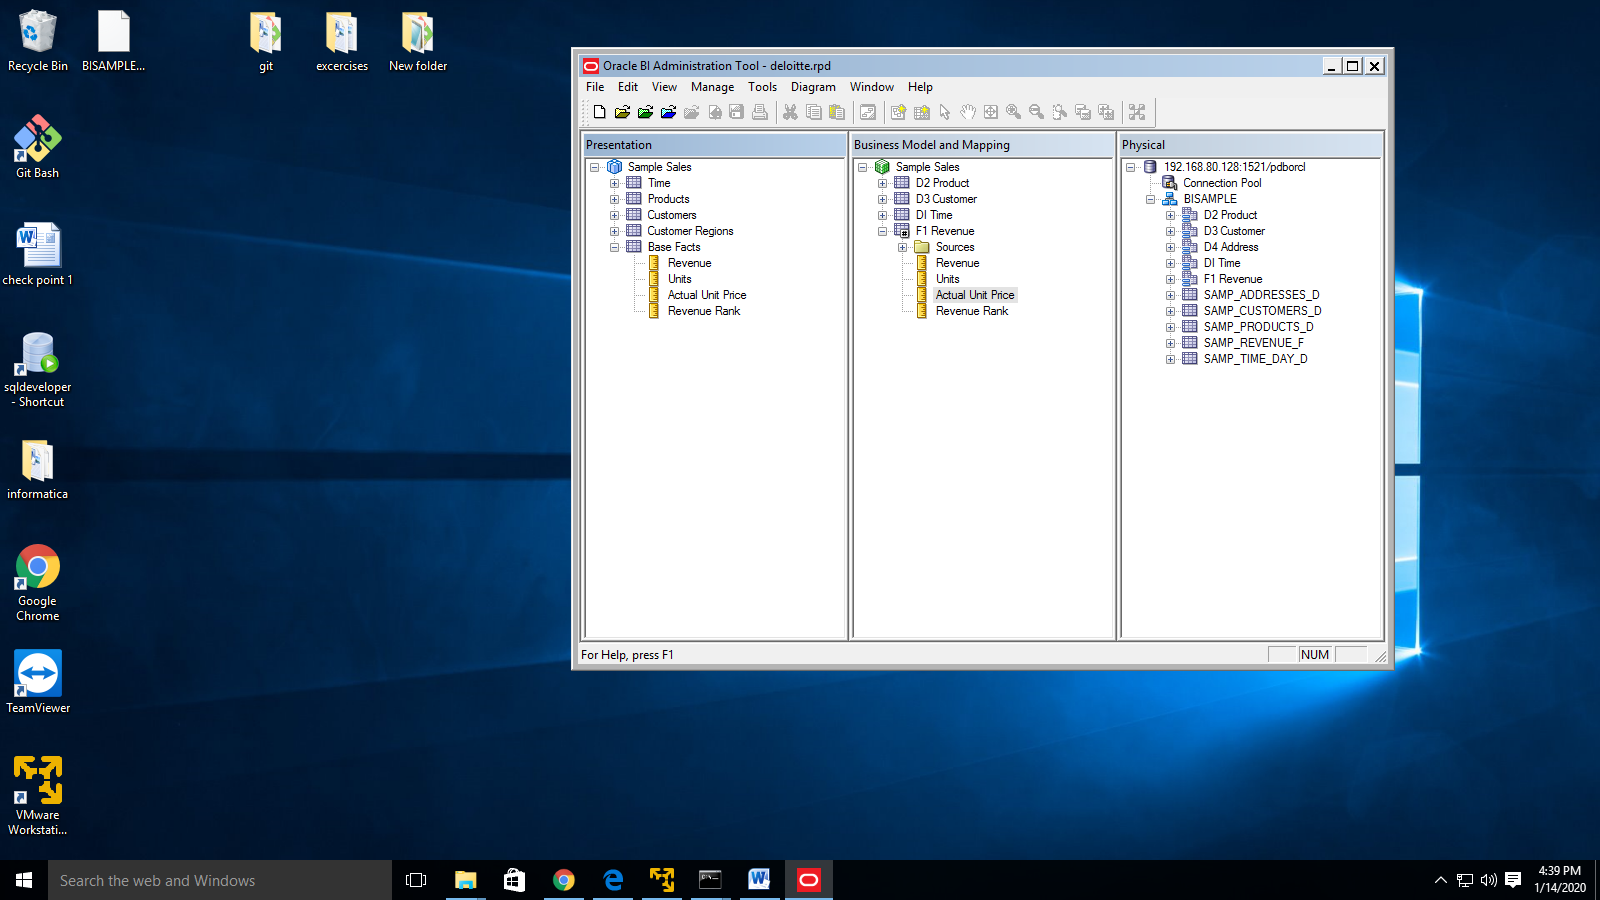 Recycle Bin
BISAMPLE...
git
excercises
New folder
Git Bash
check point 1
sqldeveloper
- Shortcut
informatica
Google
Chrome
TeamViewer
VMware
Workstati...
Oracle BI Administration Tool - deloitte.rpd
File Edit View Manage Tools Diagram Window Help
Presentation
Sample Sales
Time
Products
Customers
Customer Regions
Base Facts
Revenue
Units
Actual Unit Price
Revenue Rank
Business Model and Mapping
Sample Sales
D2 Product
D3 Customer
DI Time
F1 Revenue
Sources
Revenue
Units
Actual Unit Price
Revenue Rank
Physical
192.168.80.128:1521/pdborcl
Connection Pool
BISAMPLE
D2 Product
D3 Customer
D4 Address
DI Time
F1 Revenue
SAMP_ADDRESSES_D
SAMP_CUSTOMERS_D
SAMP_PRODUCTS_D
SAMP_REVENUE_F
SAMP_TIME_DAY_D
For Help, press F1
NUM
Search the web and Windows
4:39 PM
1/14/2020